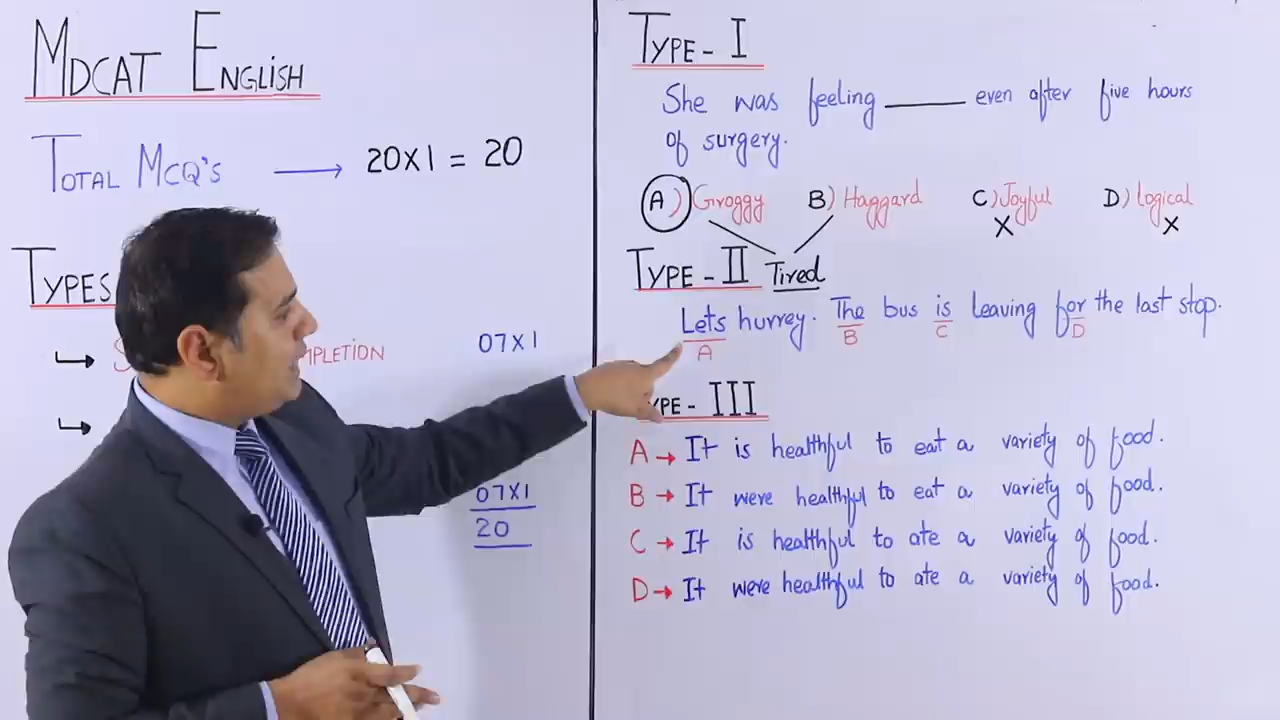 MDCAT ENGLISH
TOTAL MCQ'S → 20X1 = 20
TYPES
07X1
07X1
20
TYPE - I
She was feeling ______ even after five hours
of surgery.
A) Groggy B) Haggard C) Joyful D) logical
X X
TYPE - II Tired
Lets hurrey. The bus is leaving for the last stop.
A B C D
- III
A → It is healthful to eat a variety of food.
B → It were healthful to eat a variety of food.
C → It is healthful to ate a variety of food.
D → It were healthful to ate a variety of food.